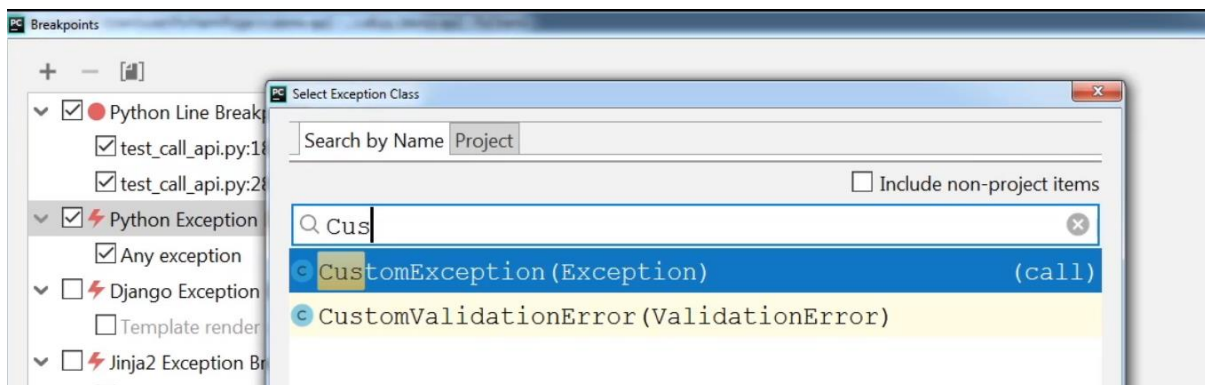 PC Breakpoints
PC Select Exception Class
Python Line Breakp
Search by Name Project
test_call_api.py:18
test_call_api.py:28
Include non-project items
Python Exception
Cus
Any exception
C CustomException(Exception) (call)
Django Exception
C CustomValidationError(ValidationError)
Template render
Jinja2 Exception Br